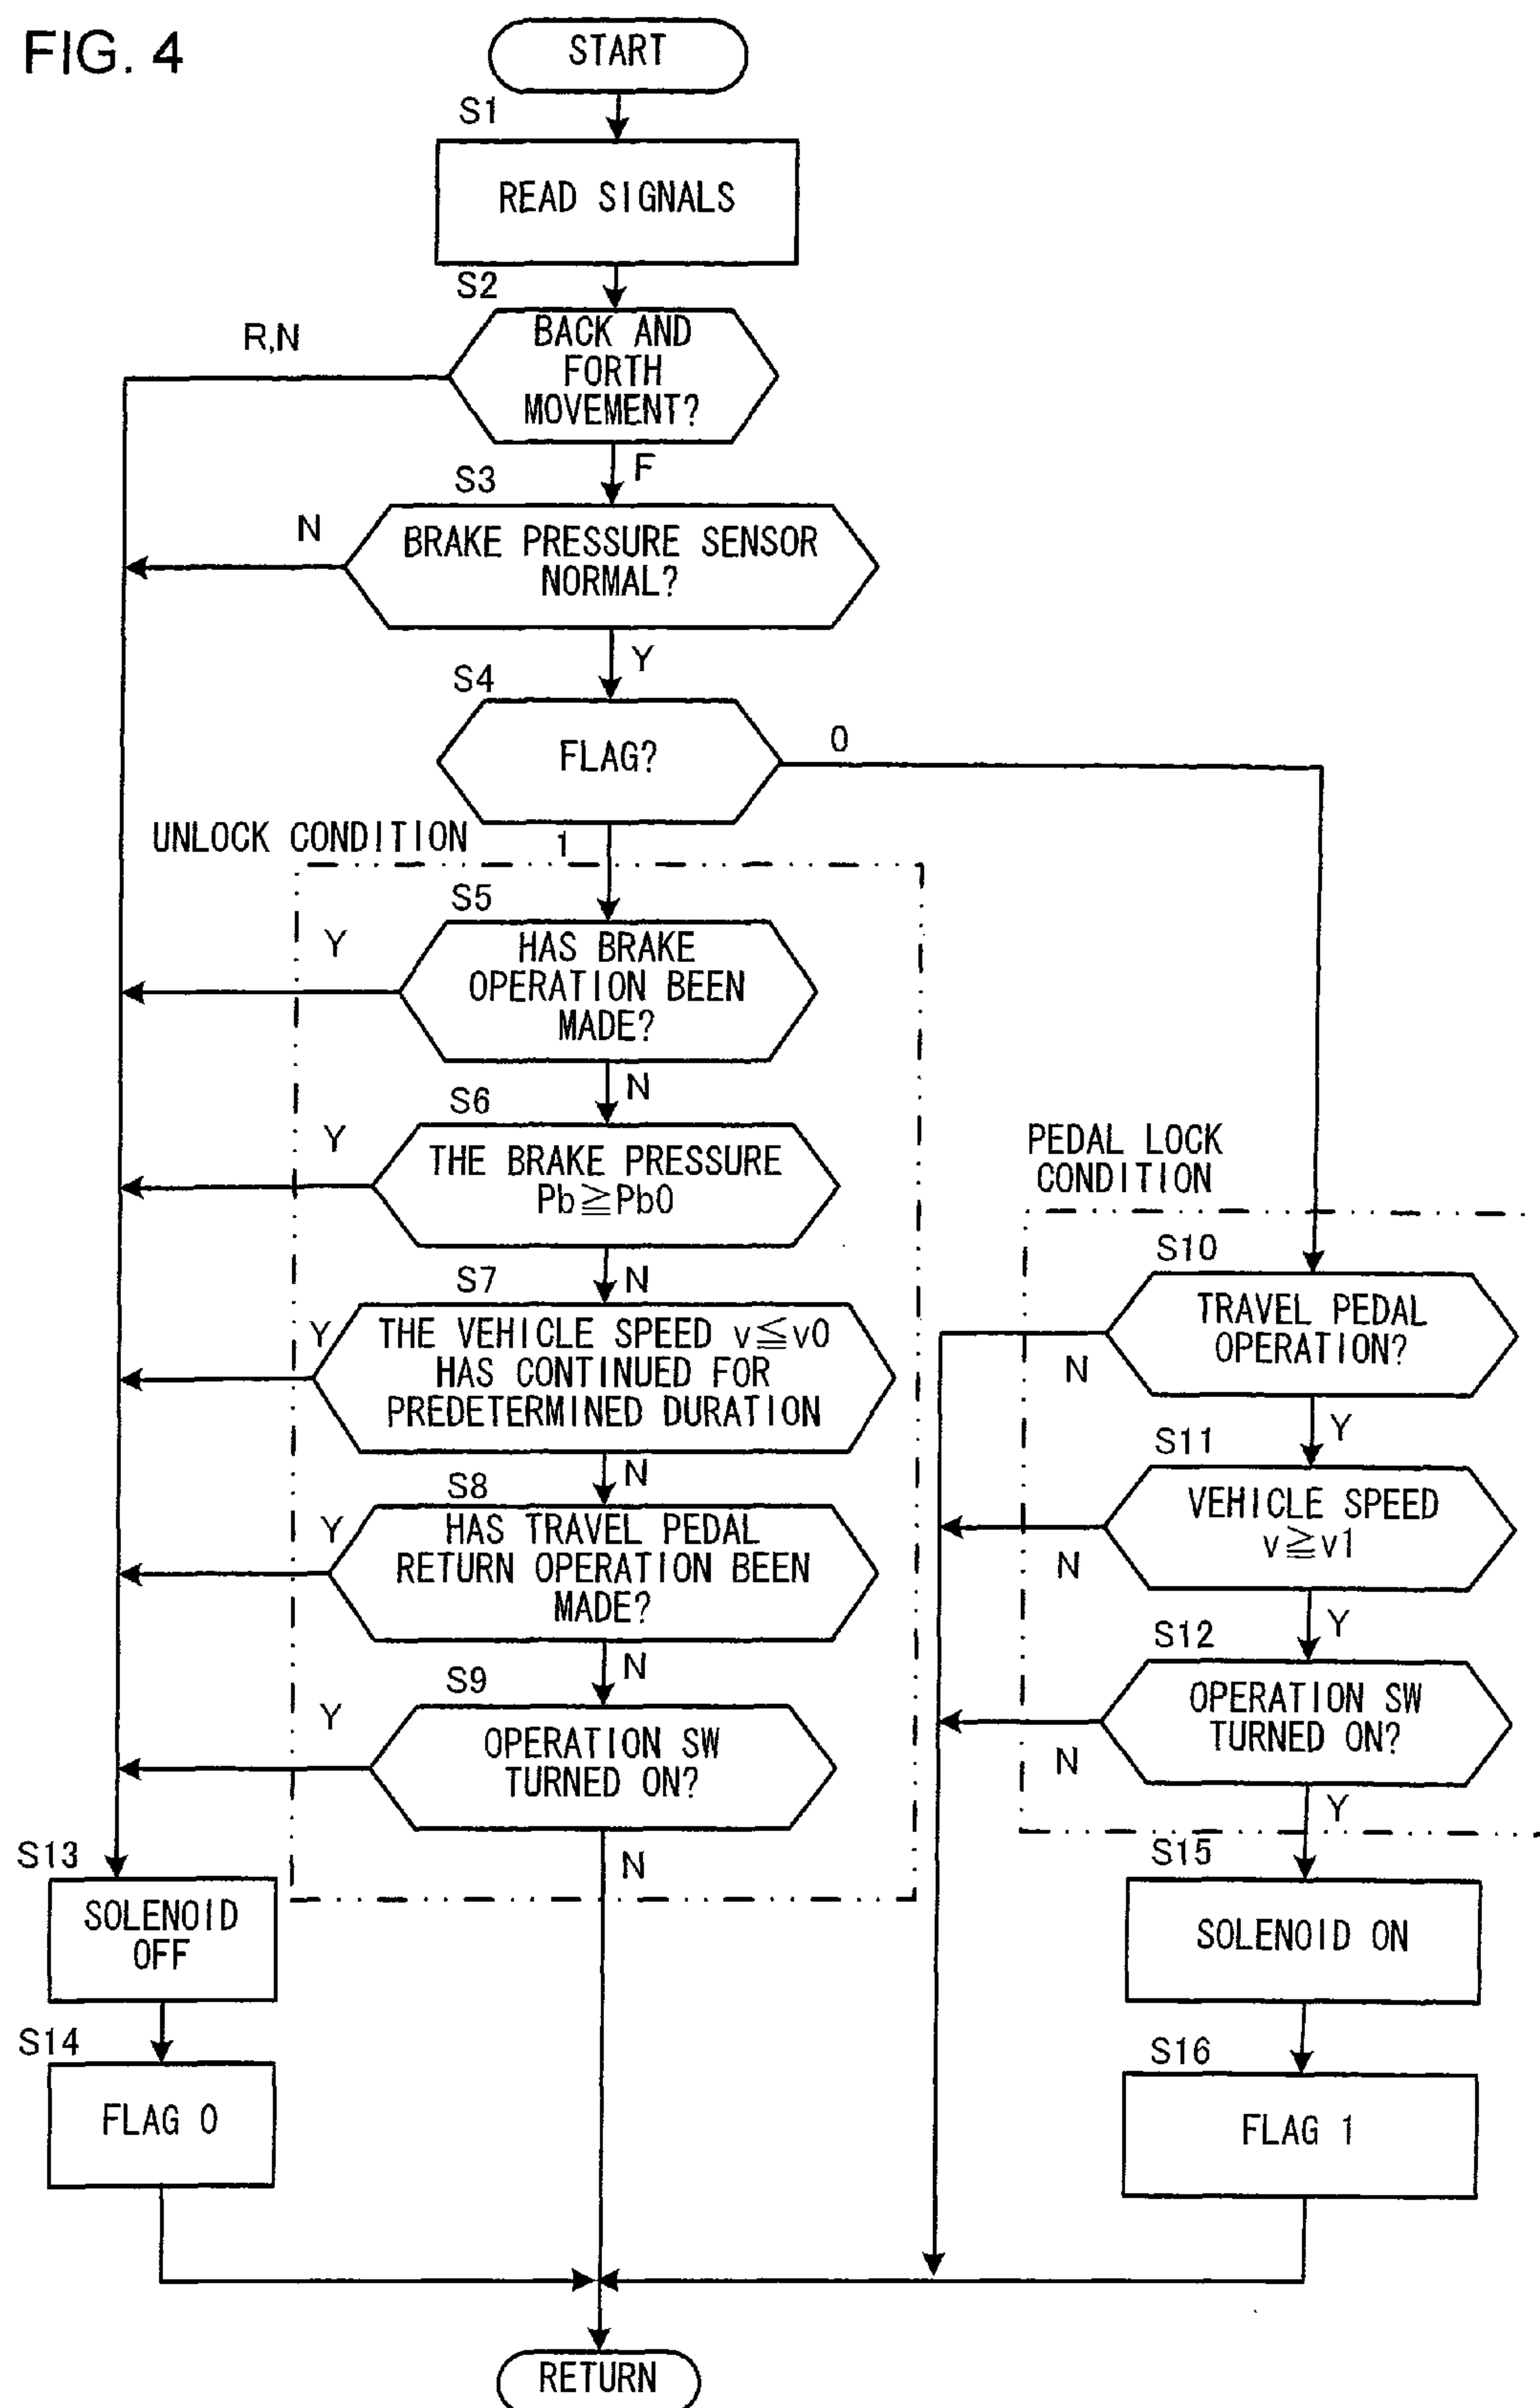 FIG. 4
START
S1
READ SIGNALS
S2
R,N
BACK AND
FORTH
MOVEMENT?
F
S3
N
BRAKE PRESSURE SENSOR
NORMAL?
Y
S4
FLAG?
0
UNLOCK CONDITION
1
S5
Y
HAS BRAKE
OPERATION BEEN
MADE?
N
S6
Y
THE BRAKE PRESSURE
Pb≧Pb0
N
S7
Y
THE VEHICLE SPEED v≦v0
HAS CONTINUED FOR
PREDETERMINED DURATION
N
S8
Y
HAS TRAVEL PEDAL
RETURN OPERATION BEEN
MADE?
N
S9
Y
OPERATION SW
TURNED ON?
N
PEDAL LOCK
CONDITION
S10
TRAVEL PEDAL
OPERATION?
N
Y
S11
VEHICLE SPEED
v≧v1
N
Y
S12
OPERATION SW
TURNED ON?
N
Y
S13
SOLENOID
OFF
S14
FLAG 0
S15
SOLENOID ON
S16
FLAG 1
RETURN